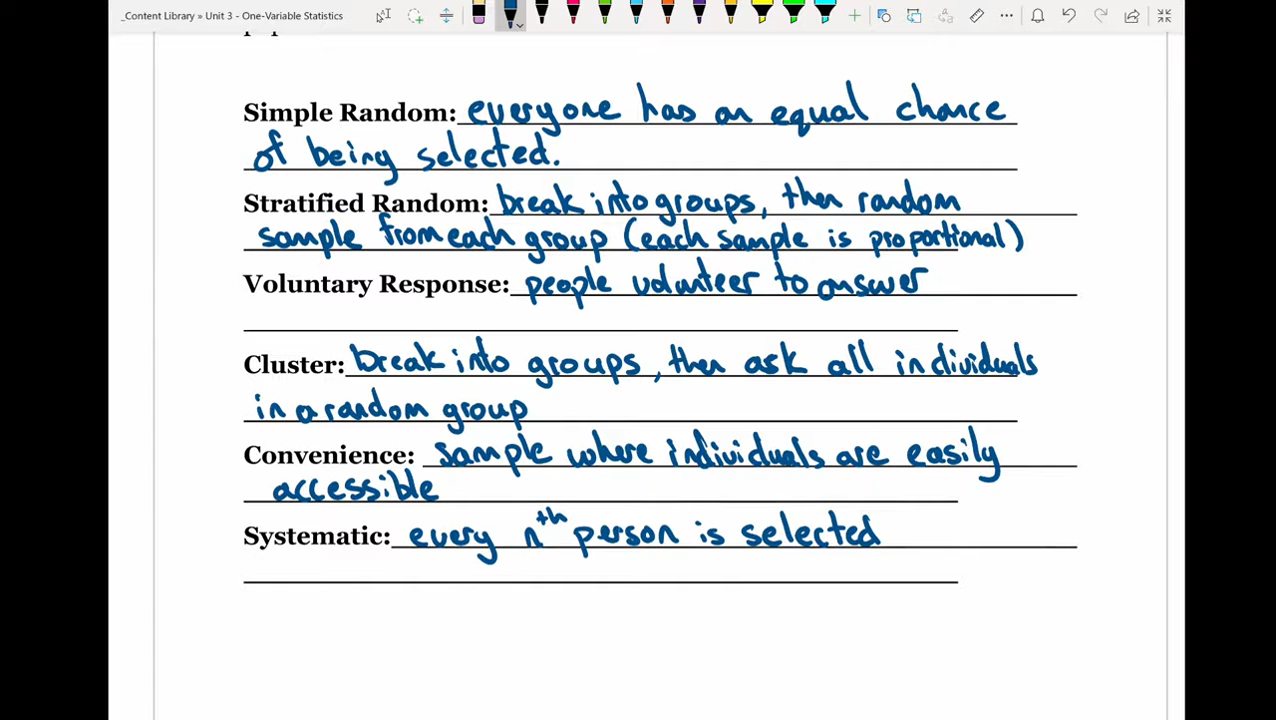 _Content Library » Unit 3 - One-Variable Statistics
Simple Random: everyone has an equal chance
of being selected.
Stratified Random: break into groups, then random
sample from each group (each sample is proportional)
Voluntary Response: people volunteer to answer
Cluster: break into groups, then ask all individuals
in a random group
Convenience: sample where individuals are easily
accessible
Systematic: every nth person is selected